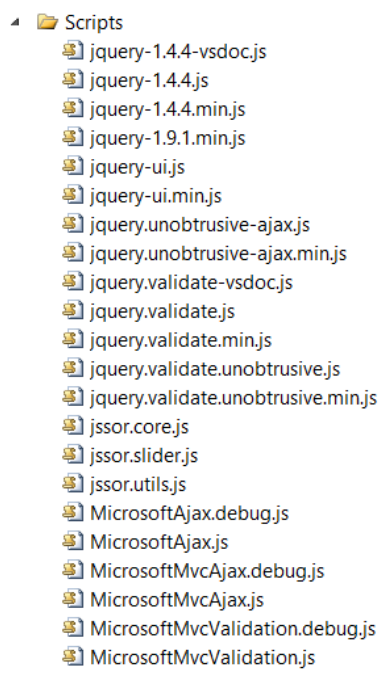 Scripts
jquery-1.4.4-vsdoc.js
jquery-1.4.4.js
jquery-1.4.4.min.js
jquery-1.9.1.min.js
jquery-ui.js
jquery-ui.min.js
jquery.unobtrusive-ajax.js
jquery.unobtrusive-ajax.min.js
jquery.validate-vsdoc.js
jquery.validate.js
jquery.validate.min.js
jquery.validate.unobtrusive.js
jquery.validate.unobtrusive.min.js
jssor.core.js
jssor.slider.js
jssor.utils.js
MicrosoftAjax.debug.js
MicrosoftAjax.js
MicrosoftMvcAjax.debug.js
MicrosoftMvcAjax.js
MicrosoftMvcValidation.debug.js
MicrosoftMvcValidation.js